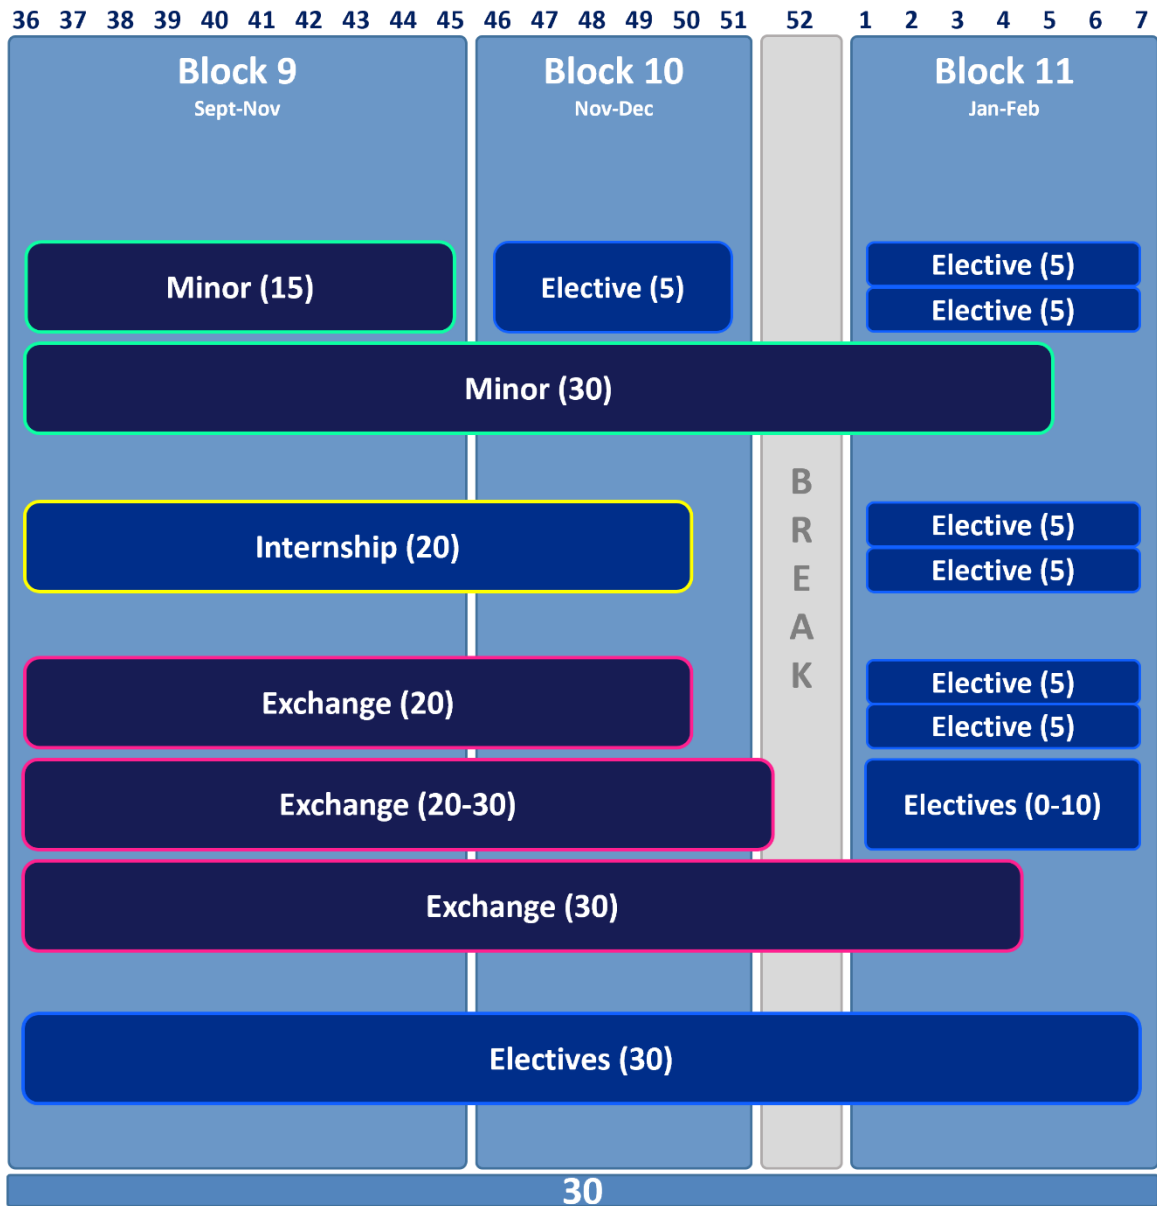 36 37 38 39 40 41 42 43 44 45 46 47 48 49 50 51 52 1 2 3 4 5 6 7
Block 9
Sept-Nov
Block 10
Nov-Dec
Block 11
Jan-Feb
Minor (15)
Elective (5)
Elective (5)
Elective (5)
Minor (30)
BREAK
Internship (20)
Elective (5)
Elective (5)
Exchange (20)
Elective (5)
Elective (5)
Exchange (20-30)
Electives (0-10)
Exchange (30)
Electives (30)
30